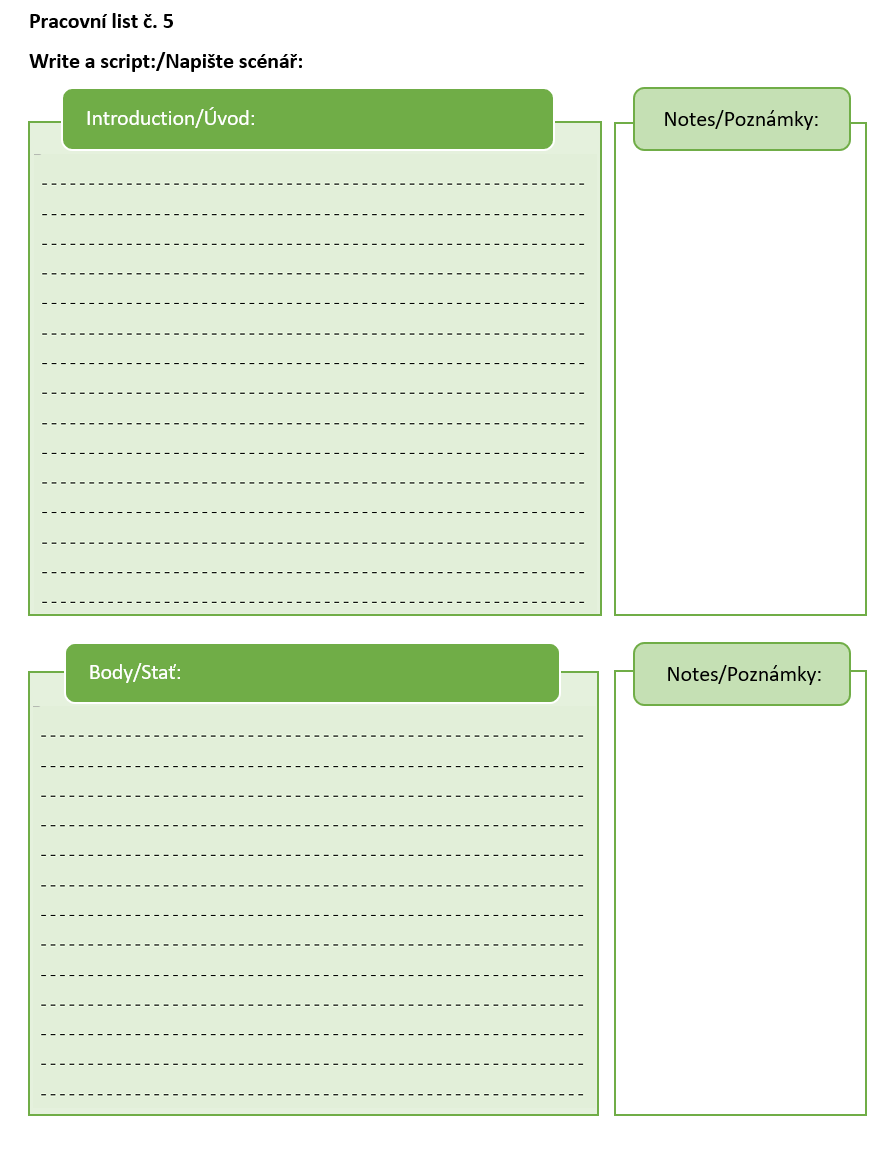 Pracovní list č. 5
Write a script:/Napište scénář:
Introduction/Úvod:
Notes/Poznámky:
Body/Stať:
Notes/Poznámky: